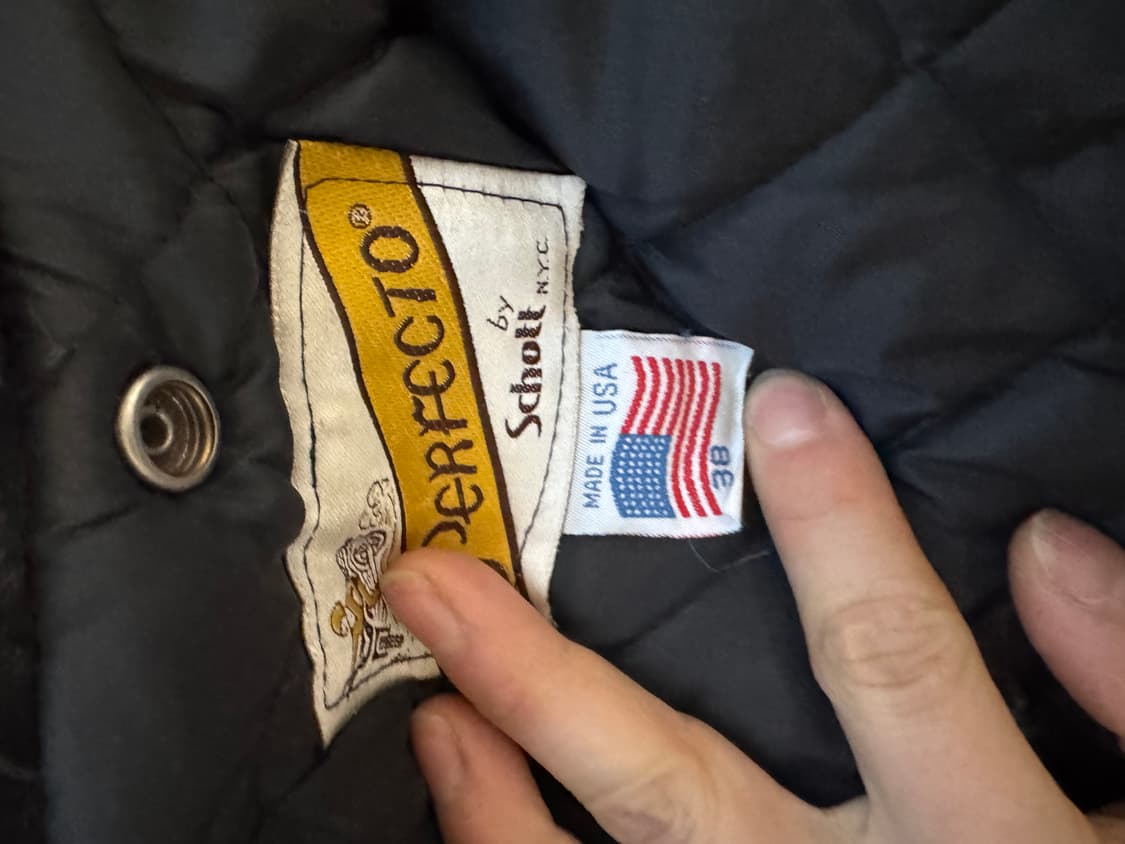 PERFECTO®
by
Schott N.Y.C.
MADE IN USA
38